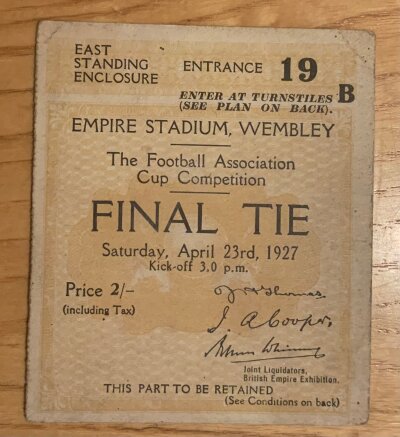 EAST
STANDING
ENCLOSURE
ENTRANCE 19
ENTER AT TURNSTILES B
(SEE PLAN ON BACK).
EMPIRE STADIUM, WEMBLEY
The Football Association
Cup Competition
FINAL TIE
Saturday, April 23rd, 1927
Kick-off 3.0 p.m.
Price 2/-
(including Tax)
J. A. Cooper
Joint Liquidators,
British Empire Exhibition.
THIS PART TO BE RETAINED
(See Conditions on back)